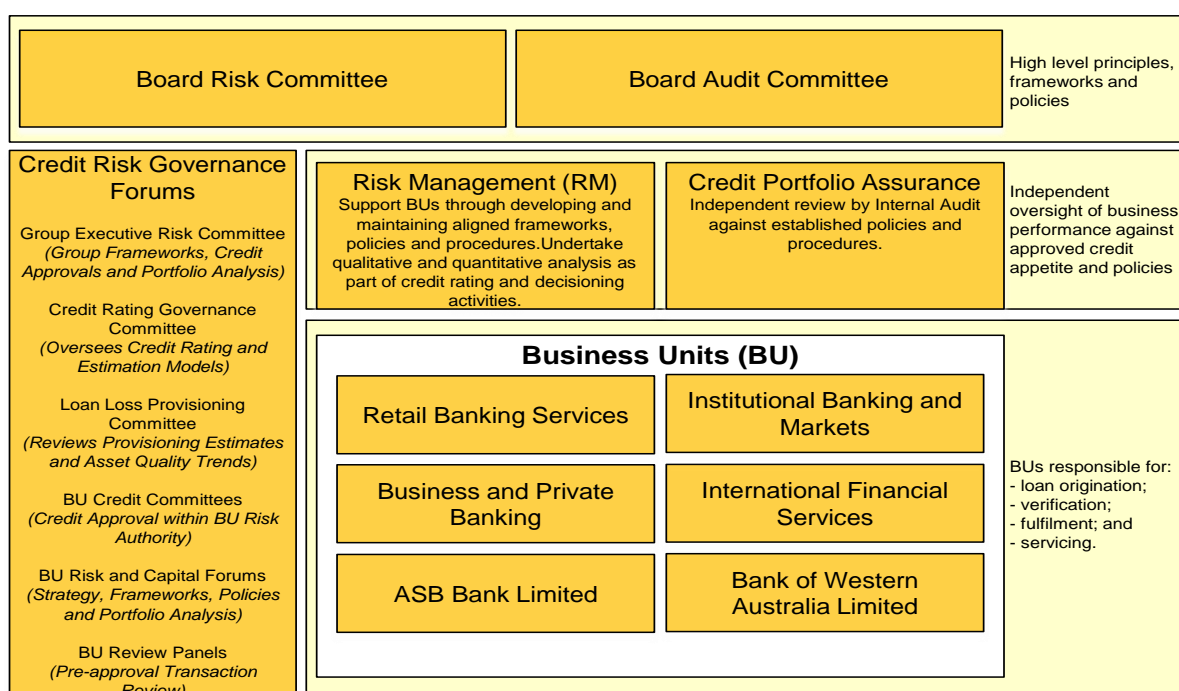 Board Risk Committee
Board Audit Committee
High level principles,
frameworks and
policies
Credit Risk Governance
Forums
Group Executive Risk Committee
(Group Frameworks, Credit
Approvals and Portfolio Analysis)
Credit Rating Governance
Committee
(Oversees Credit Rating and
Estimation Models)
Loan Loss Provisioning
Committee
(Reviews Provisioning Estimates
and Asset Quality Trends)
BU Credit Committees
(Credit Approval within BU Risk
Authority)
BU Risk and Capital Forums
(Strategy, Frameworks, Policies
and Portfolio Analysis)
BU Review Panels
(Pre-approval Transaction
Review)
Risk Management (RM)
Support BUs through developing and
maintaining aligned frameworks,
policies and procedures.Undertake
qualitative and quantitative analysis as
part of credit rating and decisioning
activities.
Credit Portfolio Assurance
Independent review by Internal Audit
against established policies and
procedures.
Independent
oversight of business
performance against
approved credit
appetite and policies
Business Units (BU)
Retail Banking Services
Institutional Banking and
Markets
Business and Private
Banking
International Financial
Services
ASB Bank Limited
Bank of Western
Australia Limited
BUs responsible for:
- loan origination;
- verification;
- fulfilment; and
- servicing.